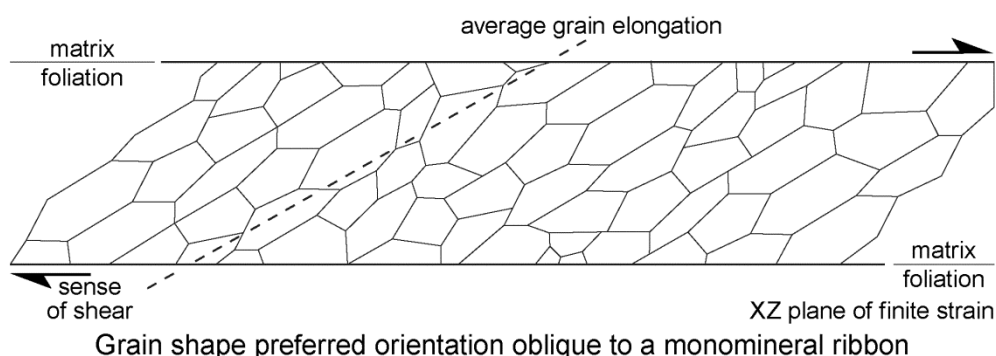 average grain elongation
matrix
foliation
matrix
foliation
sense
of shear
XZ plane of finite strain
Grain shape preferred orientation oblique to a monomineral ribbon